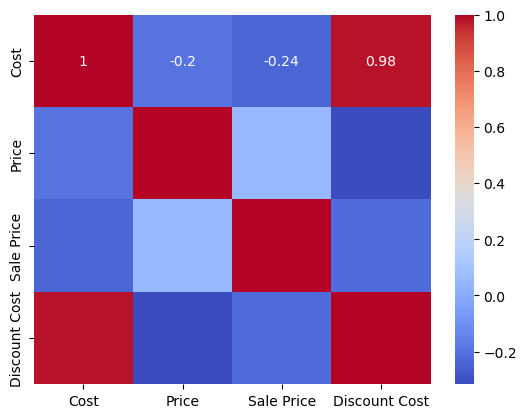 Cost
1 -0.2 -0.24 0.98
Price
Sale Price
Discount Cost
Cost Price Sale Price Discount Cost
1.0
0.8
0.6
0.4
0.2
0.0
−0.2